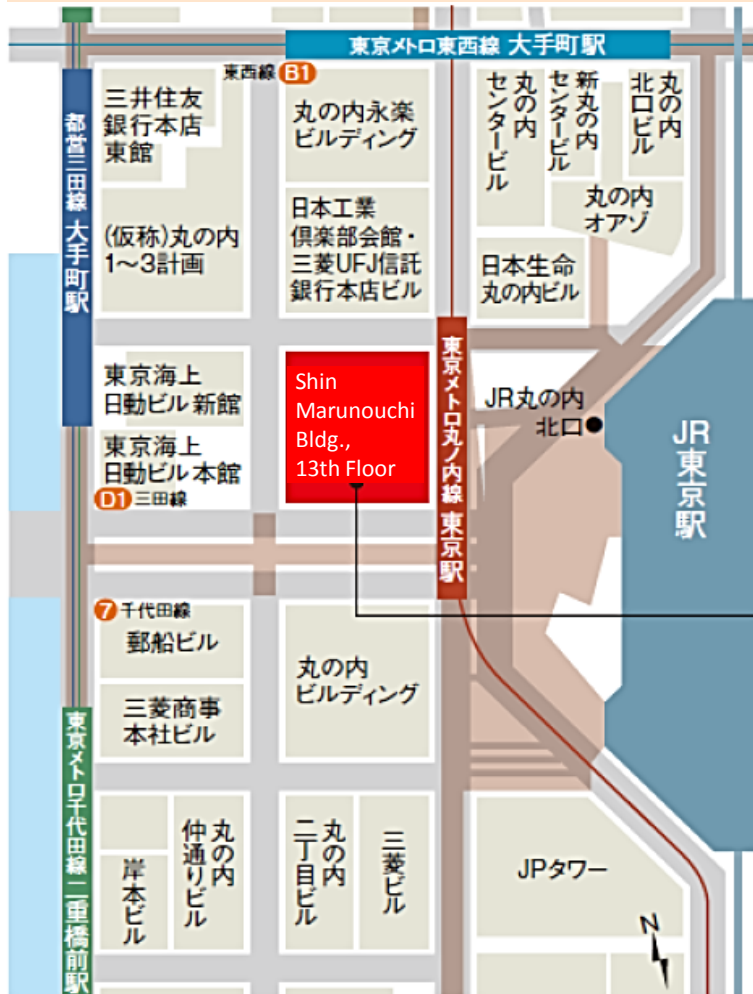 東京メトロ東西線 大手町駅
東西線 B1
三井住友
銀行本店
東館
丸の内永楽
ビルディング
丸の内
センタービル
新丸の内
センタービル
丸の内
北口ビル
都営三田線 大手町駅
(仮称)丸の内
1〜3計画
日本工業
倶楽部会館・
三菱UFJ信託
銀行本店ビル
丸の内
オアゾ
日本生命
丸の内ビル
東京海上
日動ビル 新館
Shin
Marunouchi
Bldg.,
13th Floor
東京メトロ丸ノ内線 東京駅
JR丸の内
北口
JR東京駅
東京海上
日動ビル 本館
D1 三田線
7 千代田線
郵船ビル
丸の内
ビルディング
三菱商事
本社ビル
東京メトロ千代田線 二重橋前駅
岸本ビル
丸の内
仲通りビル
丸の内
二丁目ビル
三菱ビル
JPタワー
N